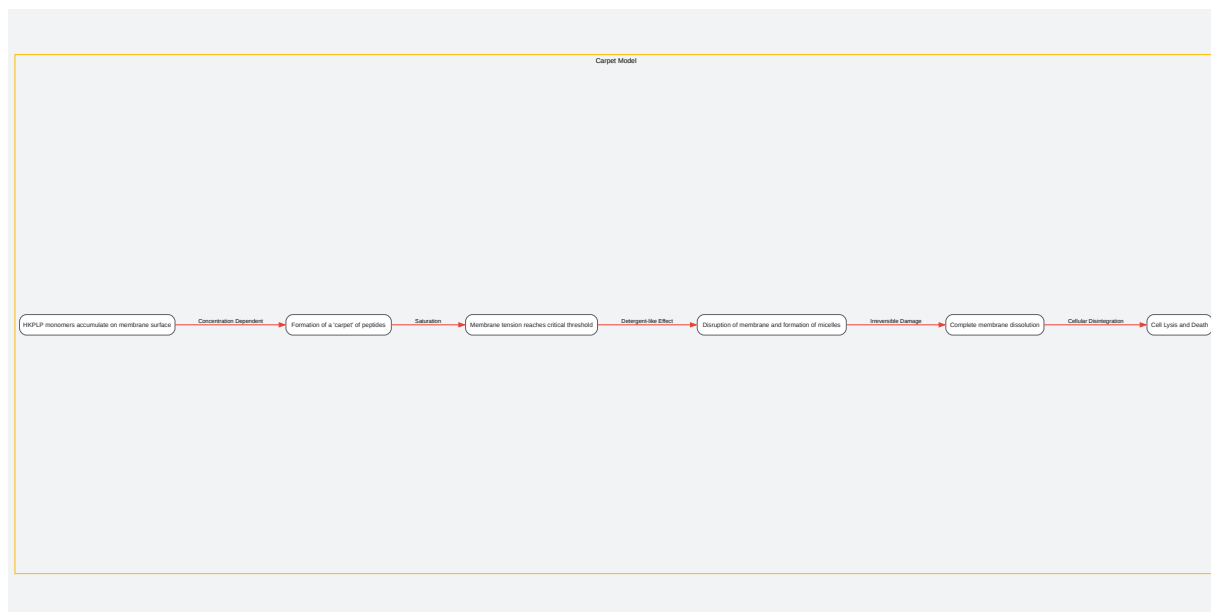 Carpet Model
HKPLP monomers accumulate on membrane surface
Concentration Dependent
Formation of a 'carpet' of peptides
Saturation
Membrane tension reaches critical threshold
Detergent-like Effect
Disruption of membrane and formation of micelles
Irreversible Damage
Complete membrane dissolution
Cellular Disintegration
Cell Lysis and Death